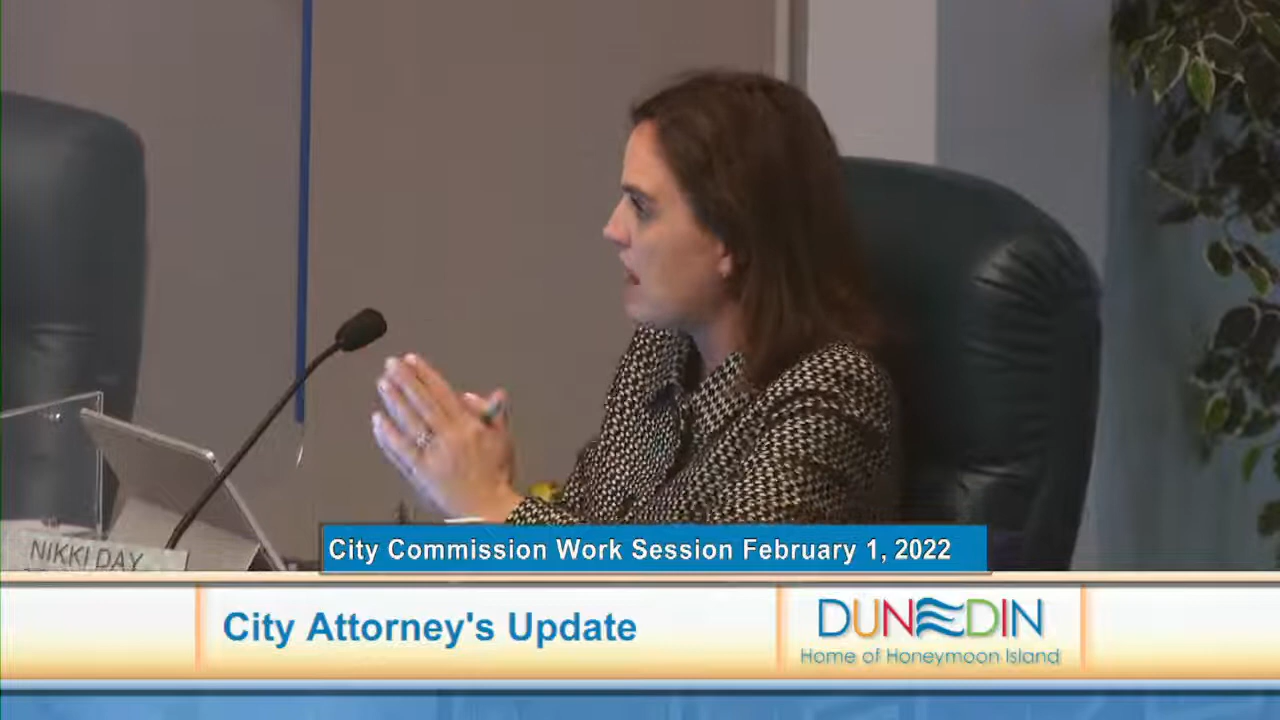 NIKKI DAY
City Commission Work Session February 1, 2022
City Attorney's Update
DUNEDIN
Home of Honeymoon Island